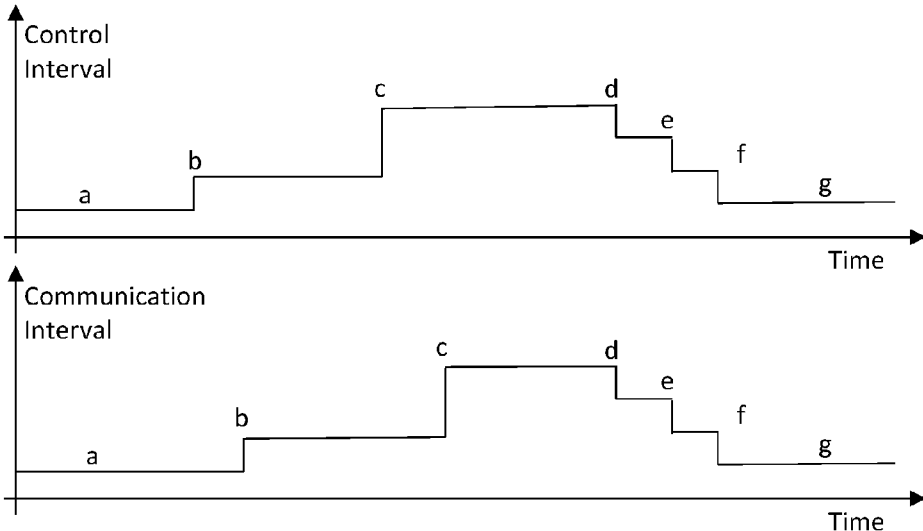 Control
Interval
c
d
e
b
f
a
g
Time
Communication
Interval
c
d
e
b
f
a
g
Time